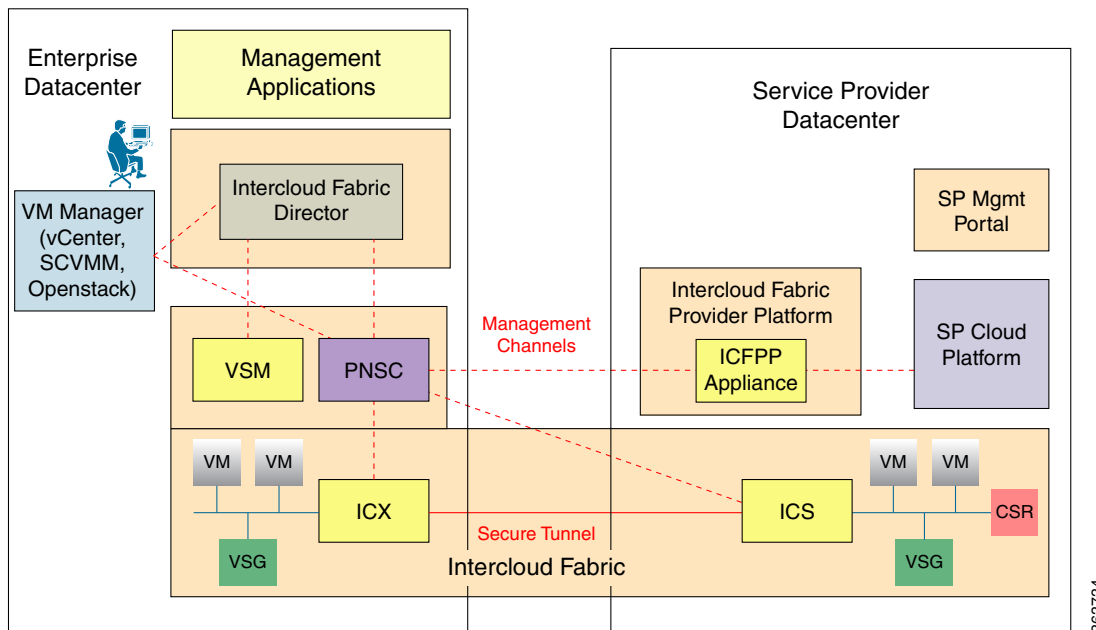 Enterprise
Datacenter
Management
Applications
Service Provider
Datacenter
Intercloud Fabric
Director
VM Manager
(vCenter,
SCVMM,
Openstack)
SP Mgmt
Portal
Intercloud Fabric
Provider Platform
ICFPP
Appliance
SP Cloud
Platform
Management
Channels
VSM
PNSC
VM
VM
ICX
VSG
Secure Tunnel
Intercloud Fabric
ICS
VM
VM
CSR
VSG